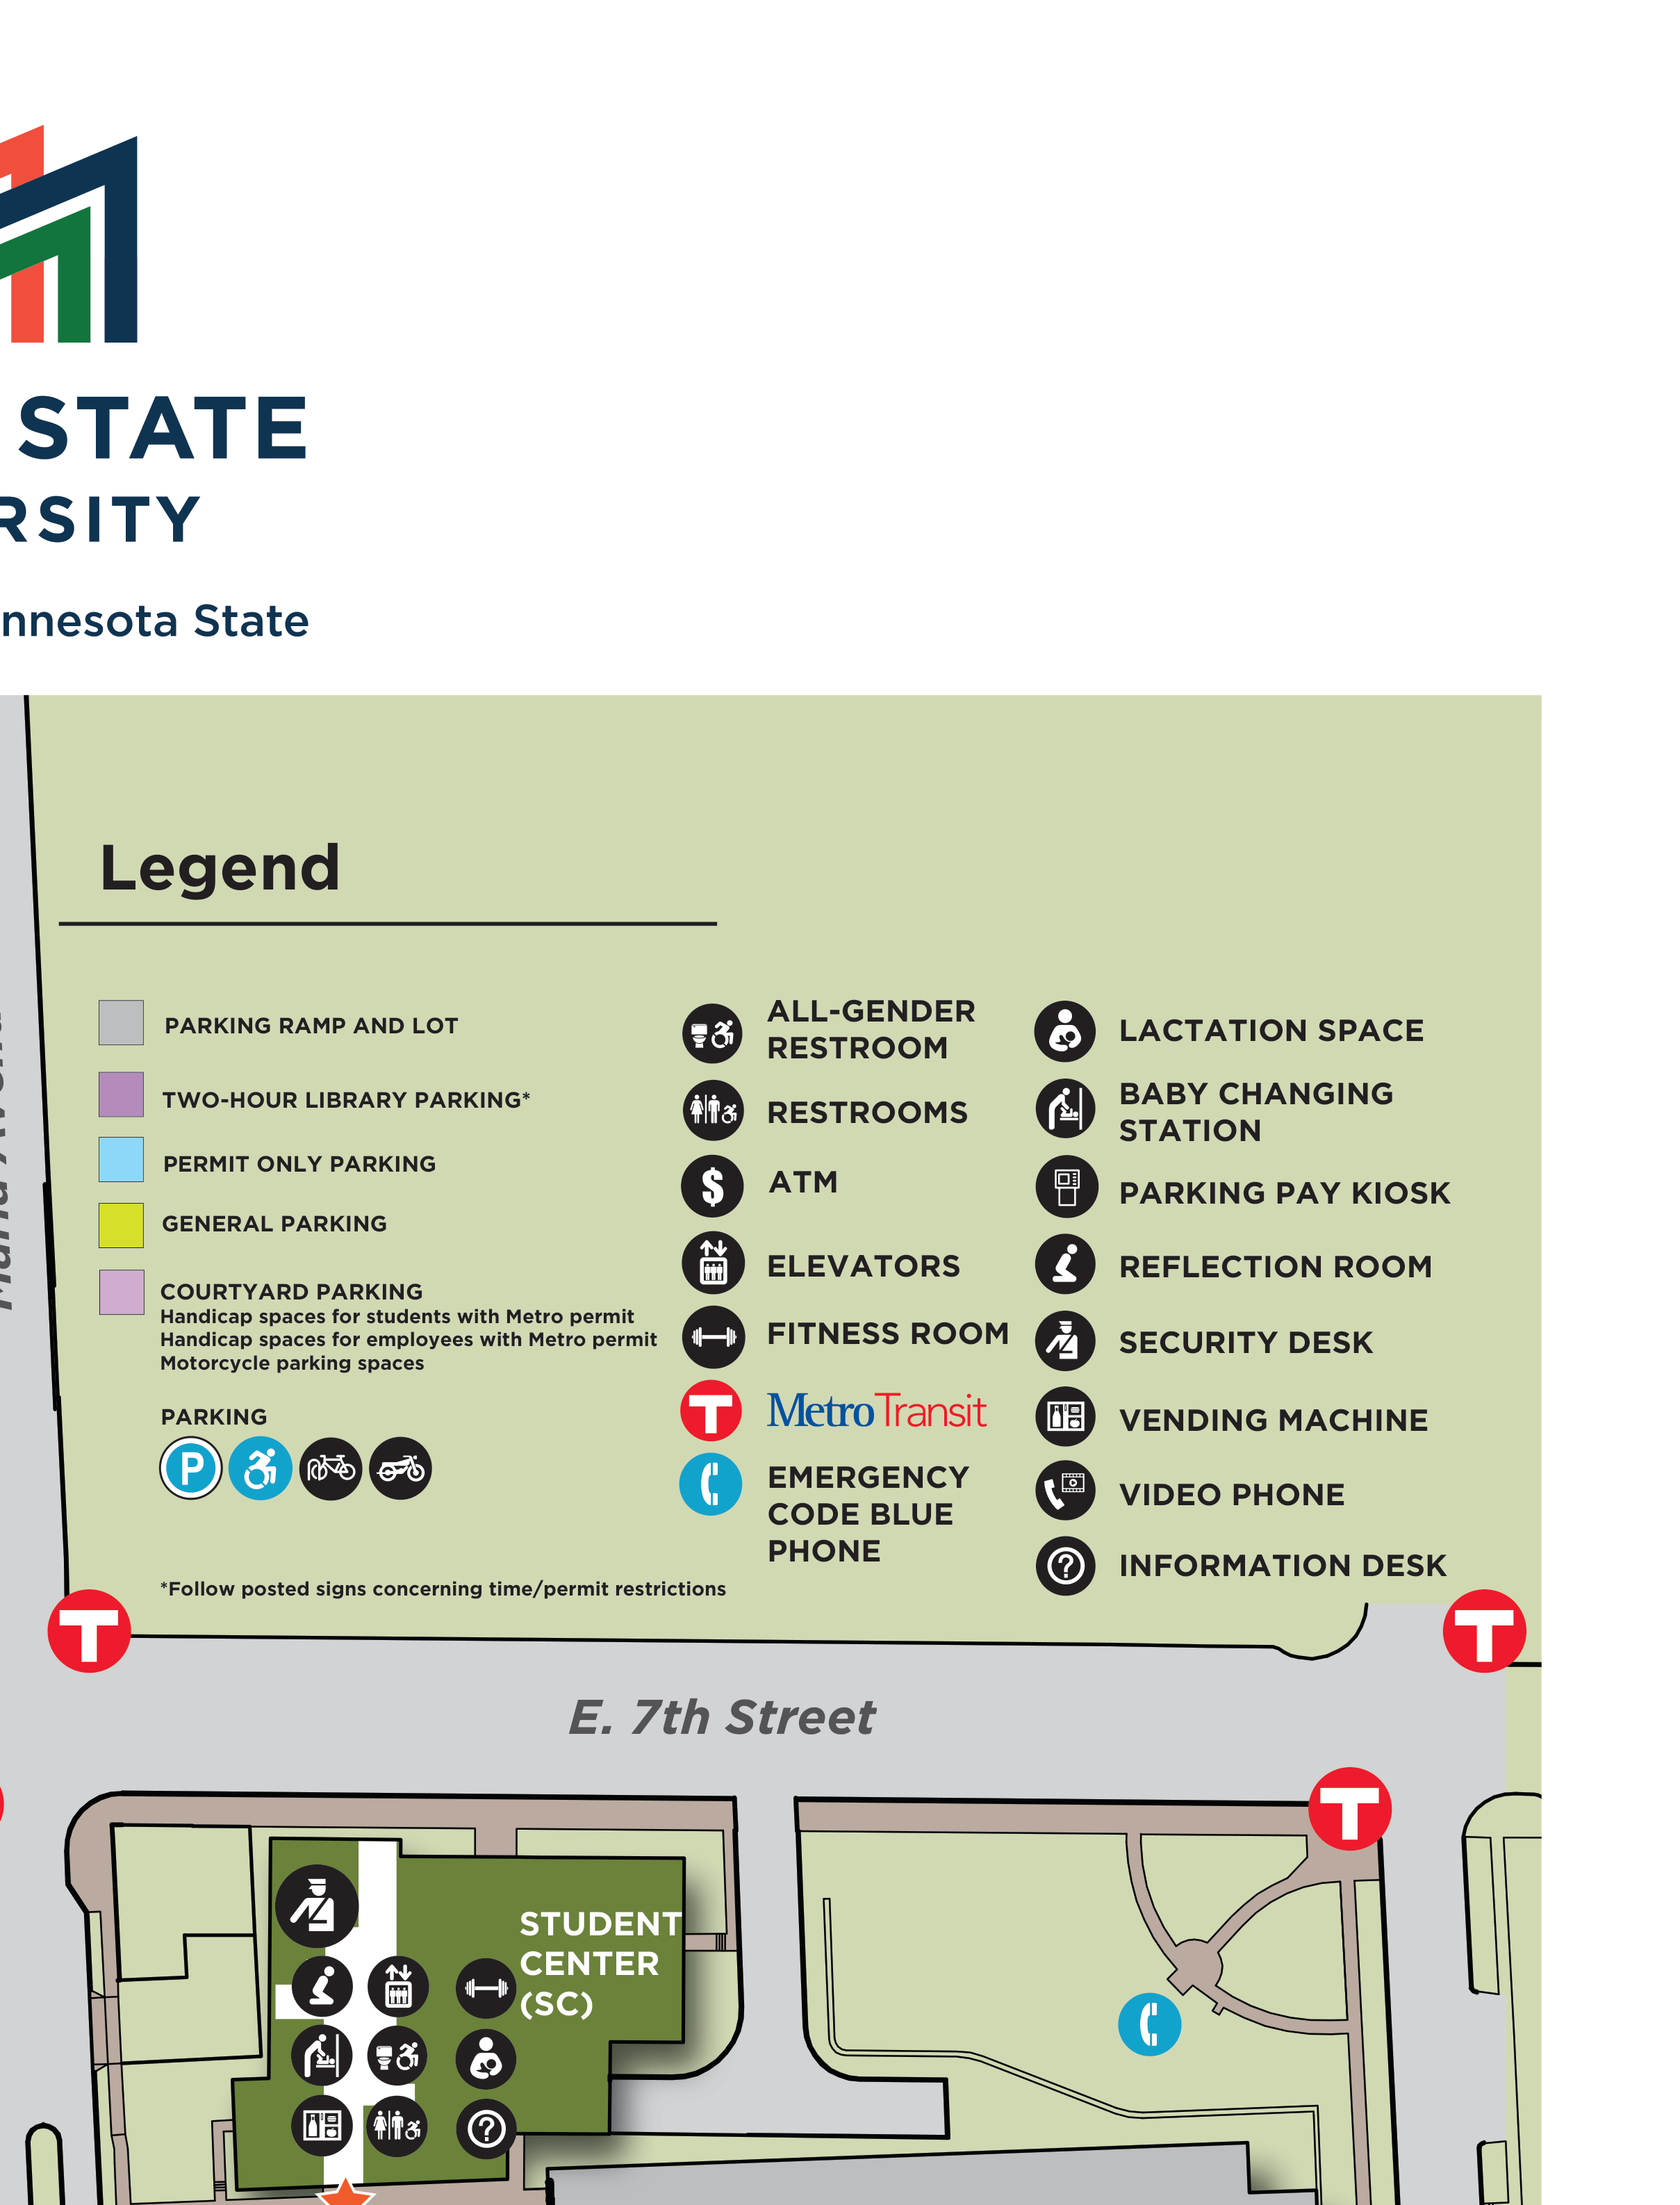 STATE
RSITY
nnesota State
Legend
PARKING RAMP AND LOT
TWO-HOUR LIBRARY PARKING*
PERMIT ONLY PARKING
GENERAL PARKING
COURTYARD PARKING
Handicap spaces for students with Metro permit
Handicap spaces for employees with Metro permit
Motorcycle parking spaces
PARKING
P
*Follow posted signs concerning time/permit restrictions
ALL-GENDER
RESTROOM
RESTROOMS
$ ATM
ELEVATORS
FITNESS ROOM
T MetroTransit
EMERGENCY
CODE BLUE
PHONE
LACTATION SPACE
BABY CHANGING
STATION
PARKING PAY KIOSK
REFLECTION ROOM
SECURITY DESK
VENDING MACHINE
VIDEO PHONE
? INFORMATION DESK
T
T
E. 7th Street
T
STUDENT
CENTER
(SC)
?